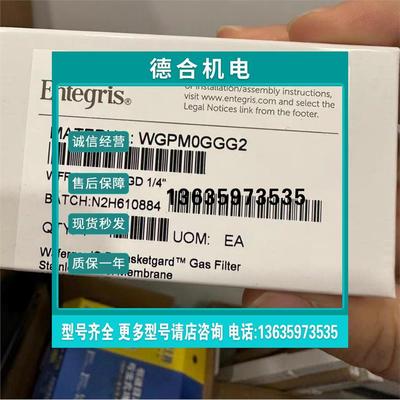 德合机电
or installation/assembly instructions,
visit www.entegris.com and select the
Legal Notices link from the footer.
Entegris®
WGPM0GGG2
诚信经营
GD 1/4"
售后保障
13635973535
BATCH:N2H610884
现货秒发
UOM: EA
质保一年
Gas Filter
Membrane
型号齐全 更多型号请店咨询 电话:13635973535